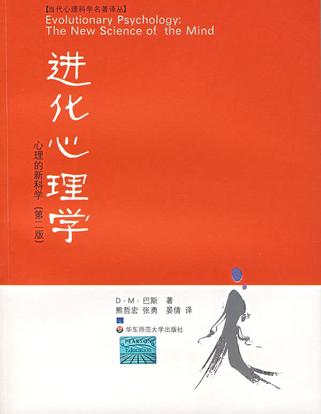 【当代心理科学名著译丛】
Evolutionary Psychology:
The New Science of the Mind
进化心理学
心理的新科学（第二版）
D·M·巴斯 著
熊哲宏 张勇 晏倩 译
华东师范大学出版社
PEARSON
Education